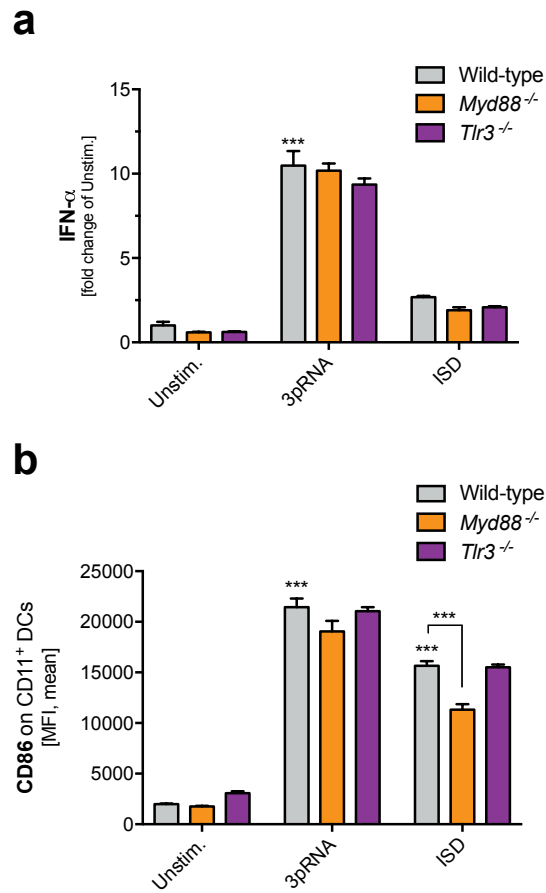 a
Wild-type
Myd88 -/-
Tlr3 -/-
IFN-α
[fold change of Unstim.]
15
10
5
0
***
Unstim.
3pRNA
ISD
b
Wild-type
Myd88 -/-
Tlr3 -/-
CD86 on CD11+ DCs
[MFI, mean]
25000
20000
15000
10000
5000
0
***
***
***
Unstim.
3pRNA
ISD